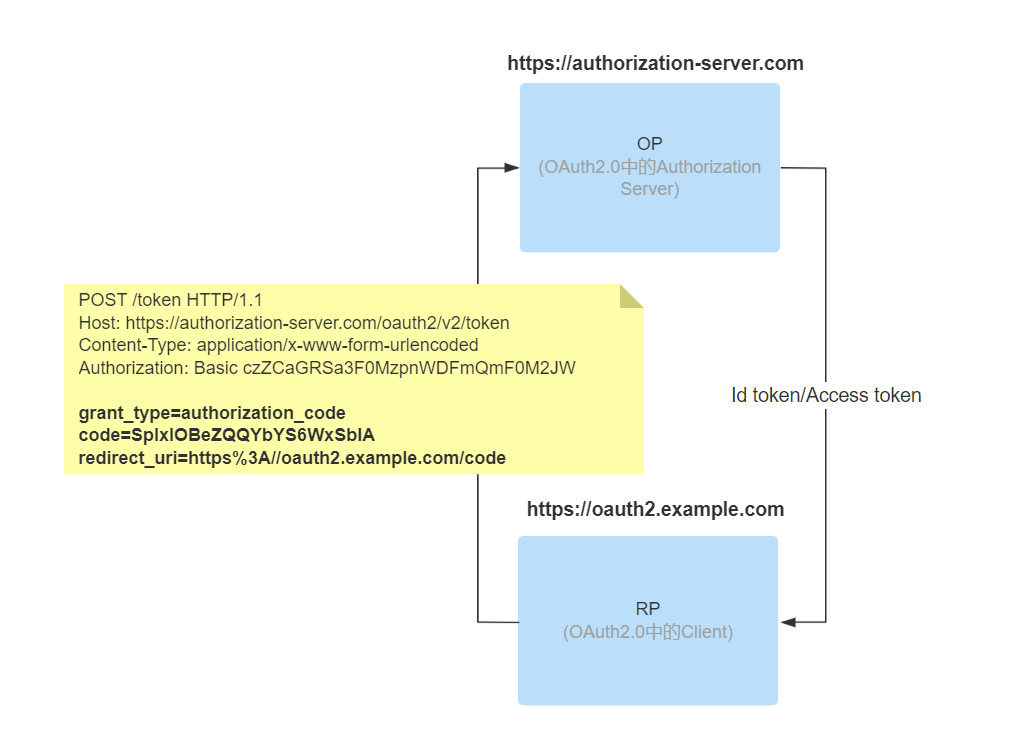 https://authorization-server.com
OP
(OAuth2.0中的Authorization
Server)
POST /token HTTP/1.1
Host: https://authorization-server.com/oauth2/v2/token
Content-Type: application/x-www-form-urlencoded
Authorization: Basic czZCaGRSa3F0MzpnWDFmQmF0M2JW
grant_type=authorization_code
code=SplxlOBeZQQYbYS6WxSbIA
redirect_uri=https%3A//oauth2.example.com/code
Id token/Access token
https://oauth2.example.com
RP
(OAuth2.0中的Client)